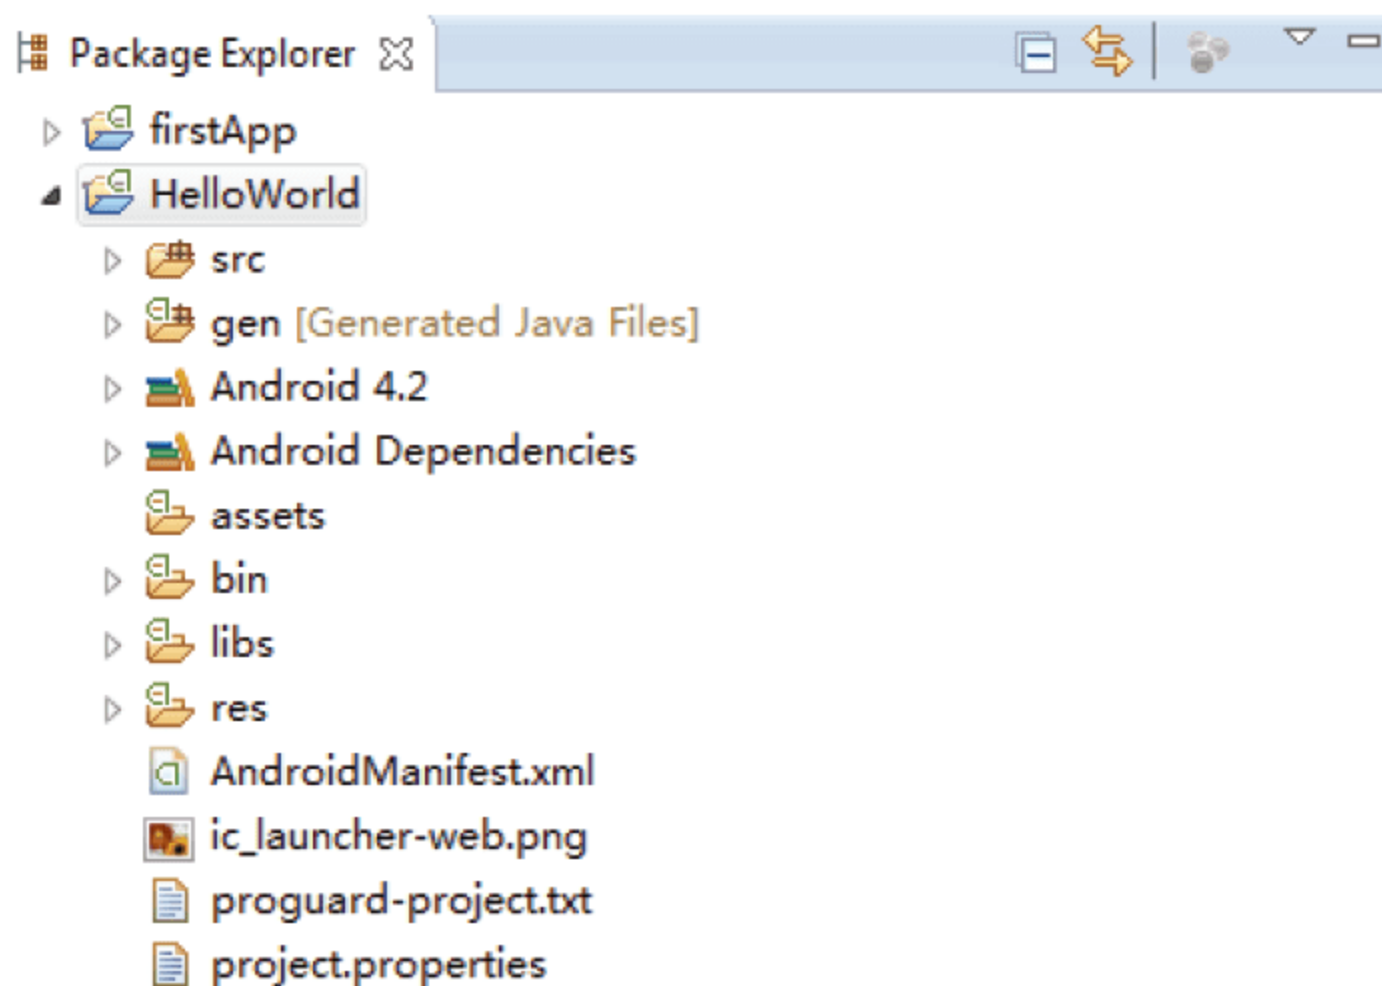 Package Explorer
firstApp
HelloWorld
src
gen [Generated Java Files]
Android 4.2
Android Dependencies
assets
bin
libs
res
AndroidManifest.xml
ic_launcher-web.png
proguard-project.txt
project.properties